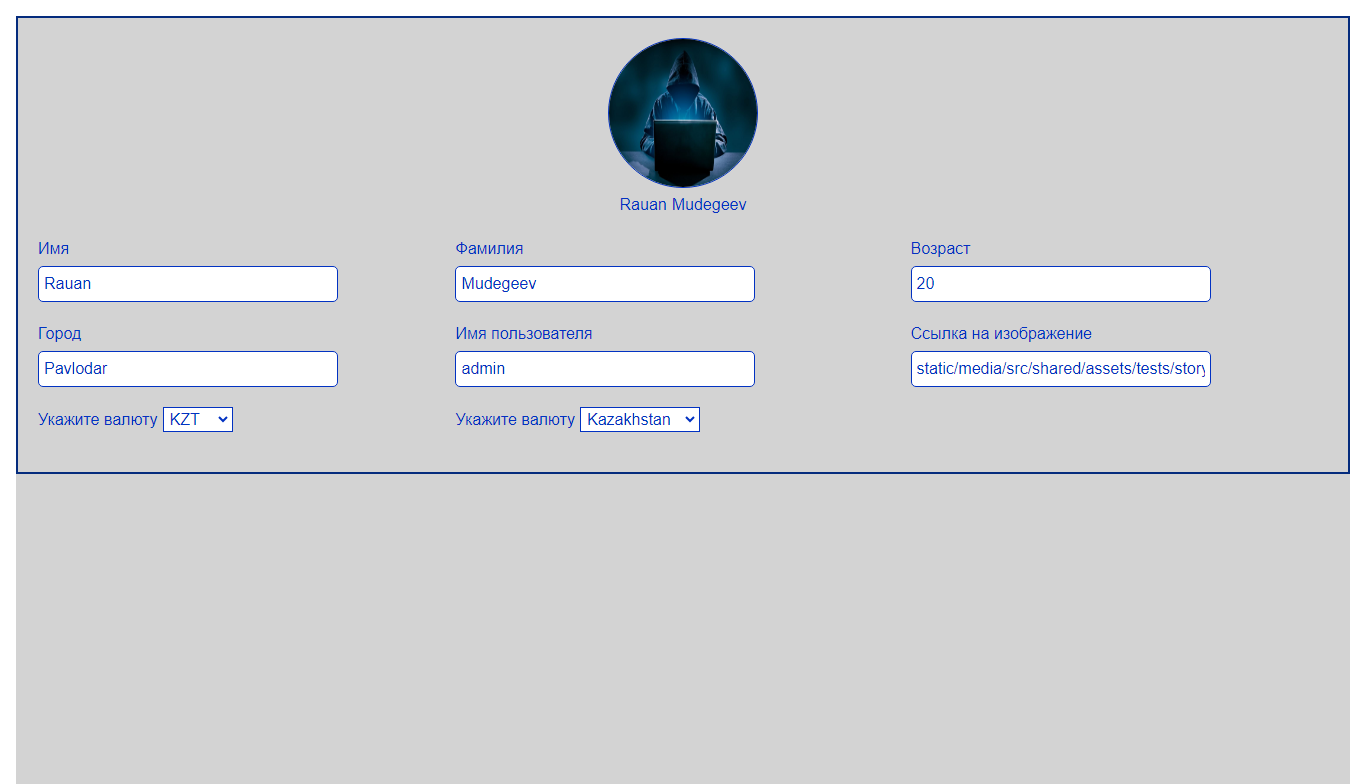 Rauan Mudegeev
Имя
Фамилия
Возраст
Rauan
Mudegeev
20
Город
Имя пользователя
Ссылка на изображение
Pavlodar
admin
static/media/src/shared/assets/tests/story
Укажите валюту KZT
Укажите валюту Kazakhstan